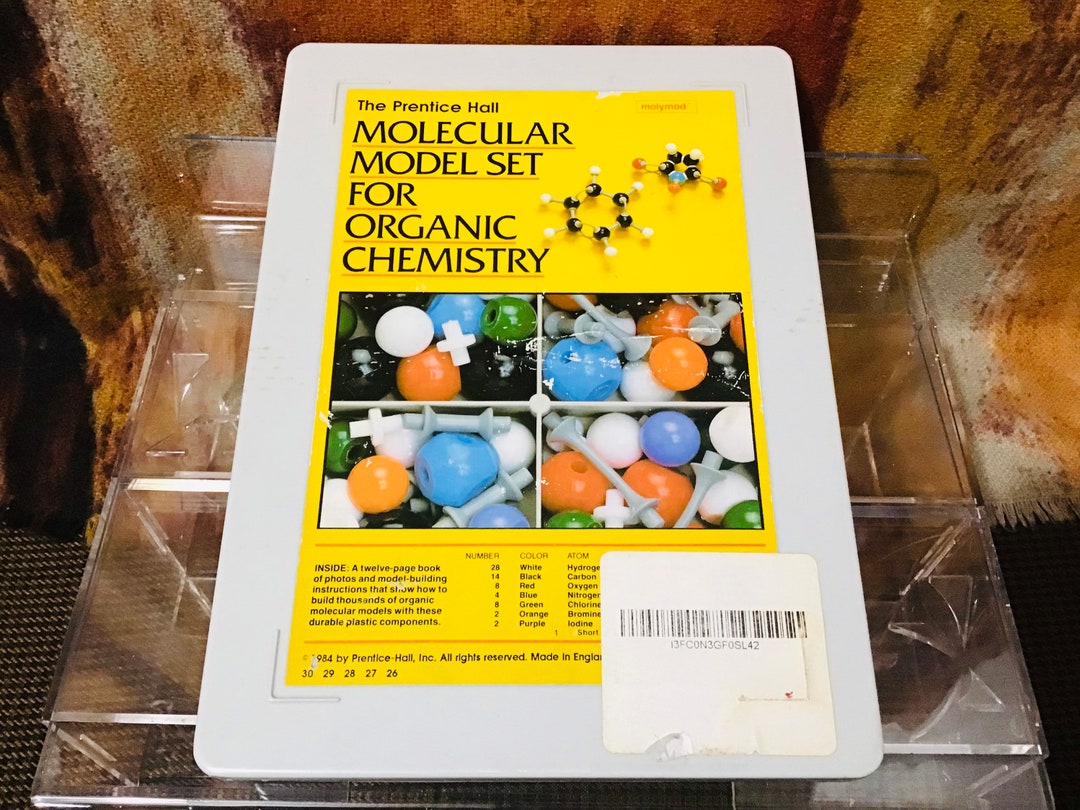 The Prentice Hall
molymod
MOLECULAR
MODEL SET
FOR
ORGANIC
CHEMISTRY
NUMBER COLOR ATOM
28 White
14 Black Carbon
8 Red Oxygen
4 Blue
8 Green Chlorine
2 Orange Bromine
2 Purple Iodine
1 Short
INSIDE: A twelve-page book
of photos and model-building
instructions that show how to
build thousands of organic
molecular models with these
durable plastic components.
© 1984 by Prentice-Hall, Inc. All rights reserved. Made in
30 29 28 27 26
I3FC0N3GF0SL42